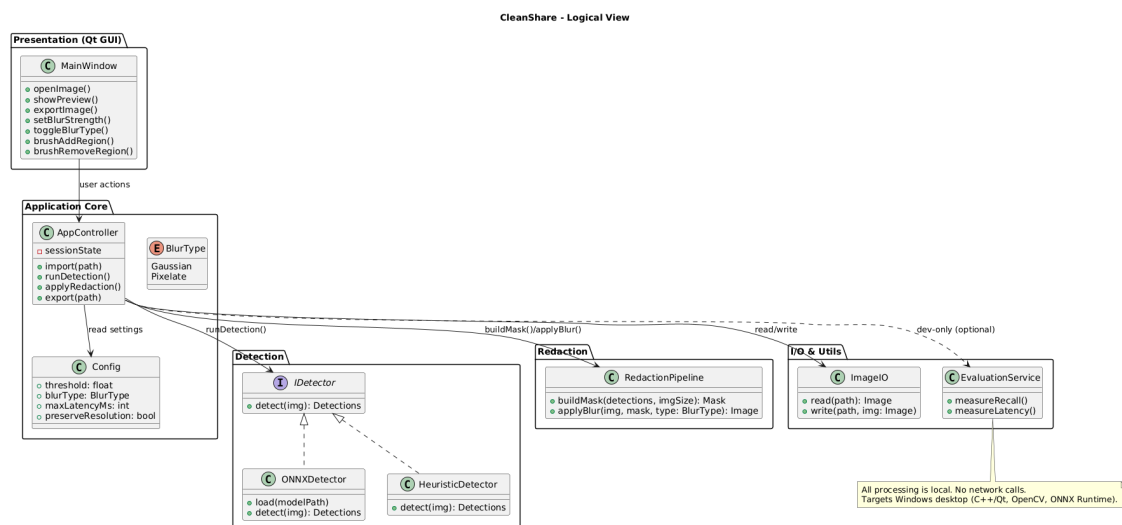 CleanShare - Logical View
Presentation (Qt GUI)
C MainWindow
openImage()
showPreview()
exportImage()
setBlurStrength()
toggleBlurType()
brushAddRegion()
brushRemoveRegion()
user actions
Application Core
C AppController
sessionState
import(path)
runDetection()
applyRedaction()
export(path)
E BlurType
Gaussian
Pixelate
read settings
runDetection()
buildMask()/applyBlur()
read/write
dev-only (optional)
C Config
threshold: float
blurType: BlurType
maxLatencyMs: int
preserveResolution: bool
Detection
I IDetector
detect(img): Detections
C ONNXDetector
load(modelPath)
detect(img): Detections
C HeuristicDetector
detect(img): Detections
Redaction
C RedactionPipeline
buildMask(detections, imgSize): Mask
applyBlur(img, mask, type: BlurType): Image
I/O & Utils
C ImageIO
read(path): Image
write(path, img: Image)
C EvaluationService
measureRecall()
measureLatency()
All processing is local. No network calls.
Targets Windows desktop (C++/Qt, OpenCV, ONNX Runtime).